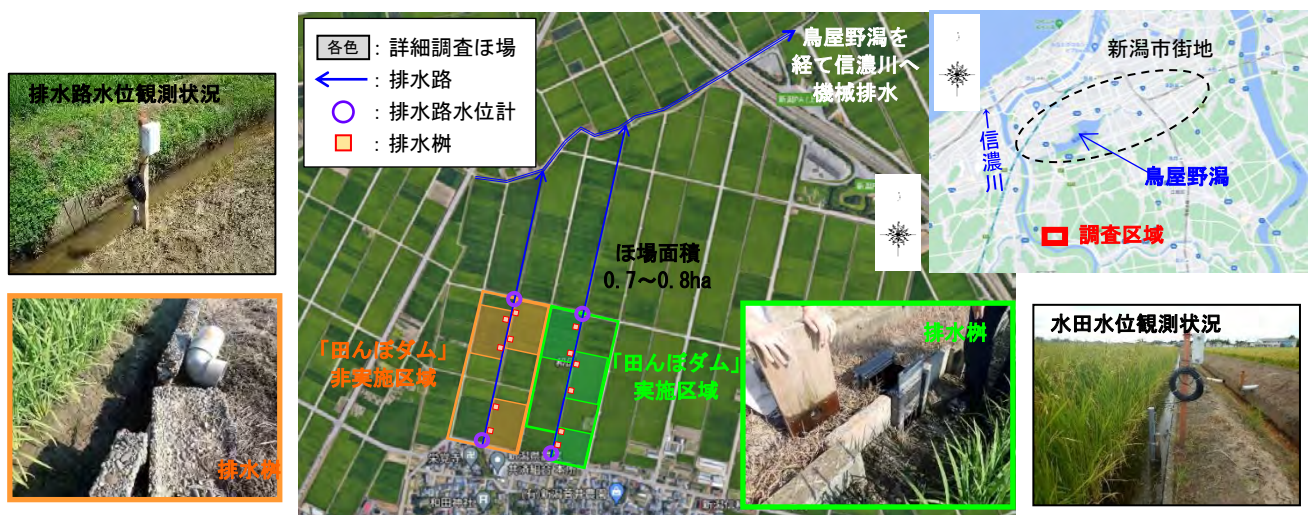 排水路水位観測状況
排水桝
各色：詳細調査ほ場
：排水路
：排水路水位計
：排水桝
鳥屋野潟を
経て信濃川へ
機械排水
ほ場面積
0.7～0.8ha
「田んぼダム」
非実施区域
「田んぼダム」
実施区域
和田神社
排水桝
新潟市街地
←信濃川
鳥屋野潟
調査区域
水田水位観測状況